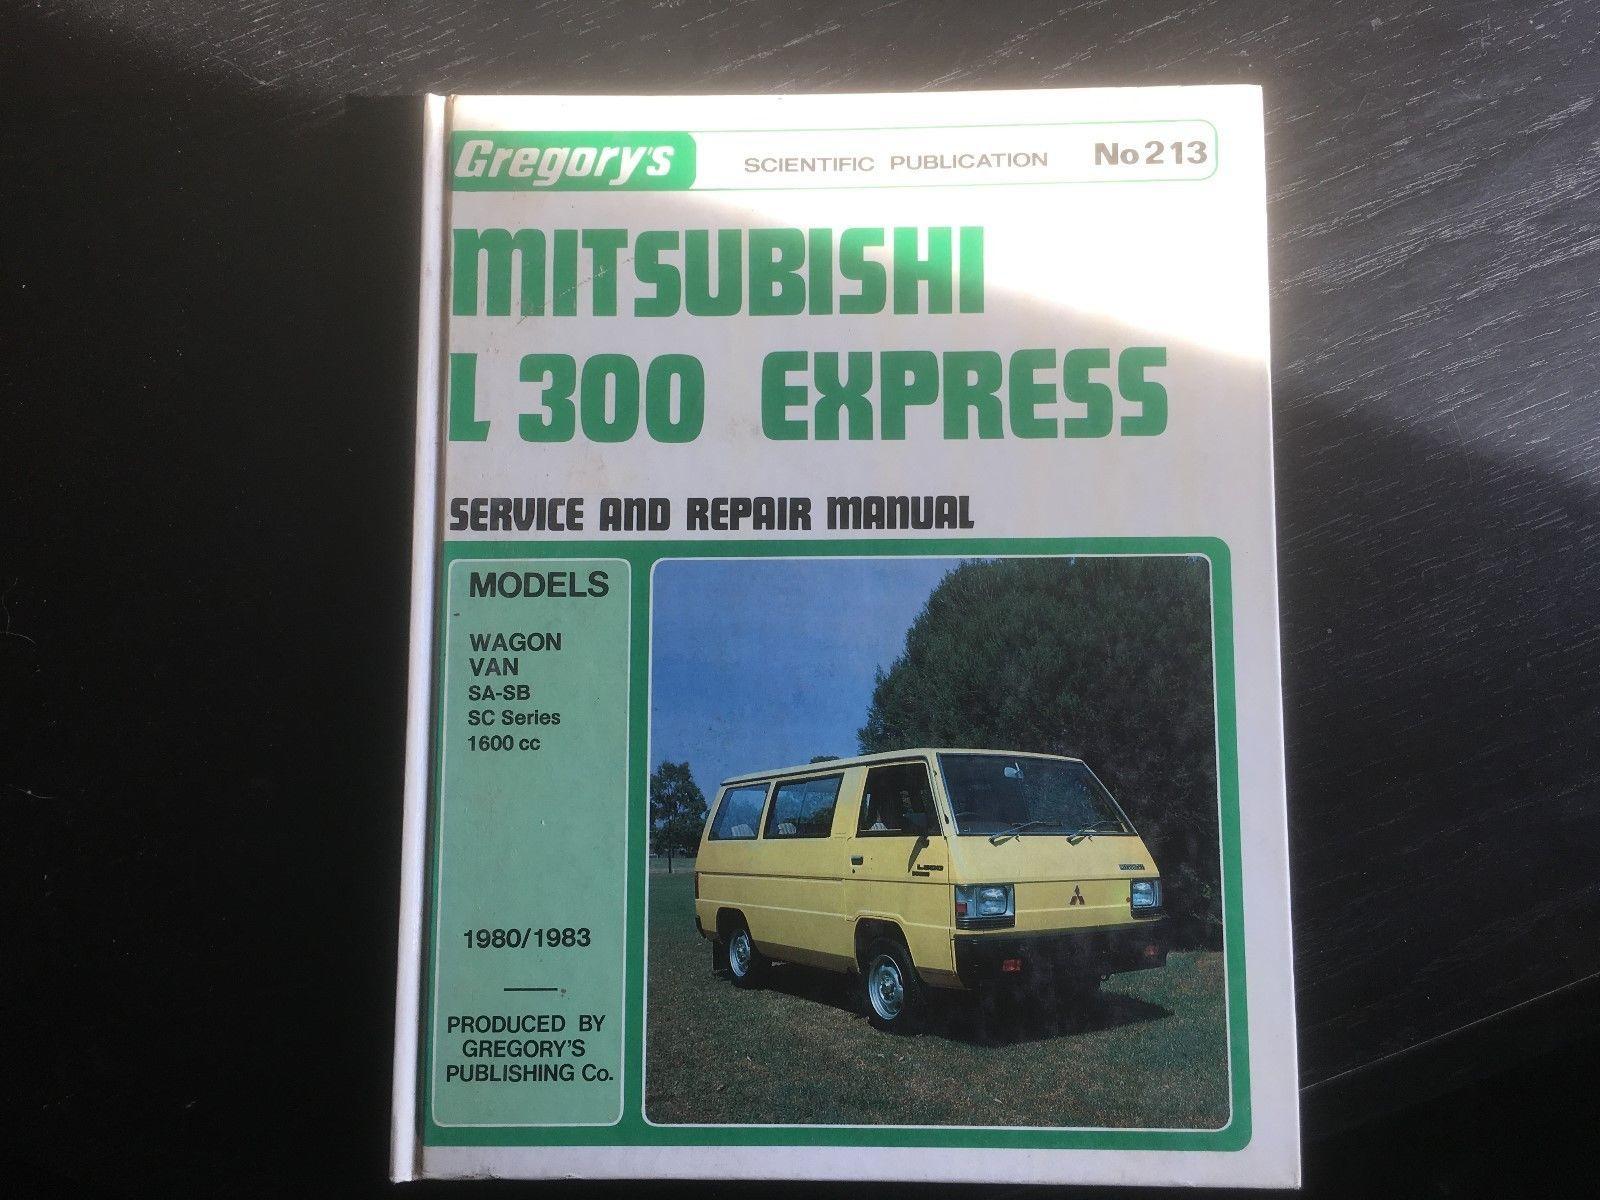 Gregory's SCIENTIFIC PUBLICATION No 213
MITSUBISHI
L 300 EXPRESS
SERVICE AND REPAIR MANUAL
MODELS
WAGON
VAN
SA-SB
SC Series
1600 cc
1980/1983
PRODUCED BY
GREGORY'S
PUBLISHING Co.
L300